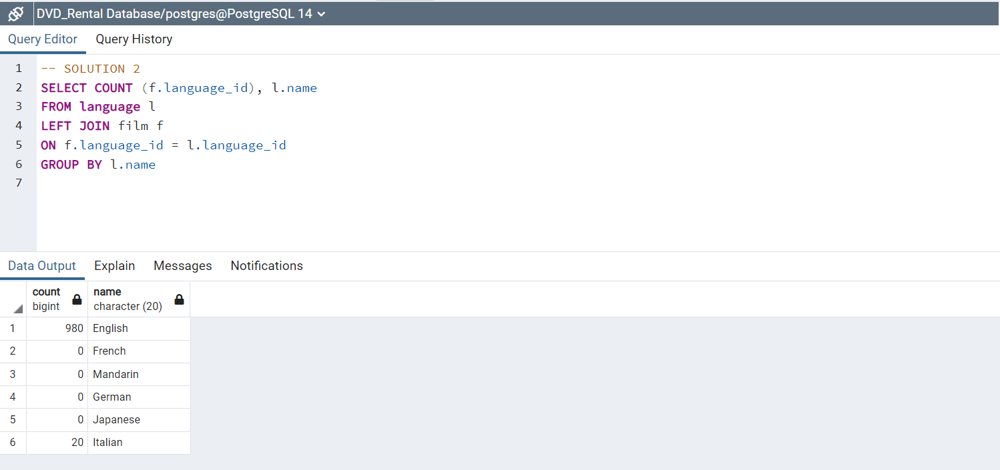 DVD_Rental Database/postgres@PostgreSQL 14
Query Editor Query History
1 -- SOLUTION 2
2 SELECT COUNT (f.language_id), l.name
3 FROM language l
4 LEFT JOIN film f
5 ON f.language_id = l.language_id
6 GROUP BY l.name
7
Data Output Explain Messages Notifications
count name
bigint character (20)
1 980 English
2 0 French
3 0 Mandarin
4 0 German
5 0 Japanese
6 20 Italian